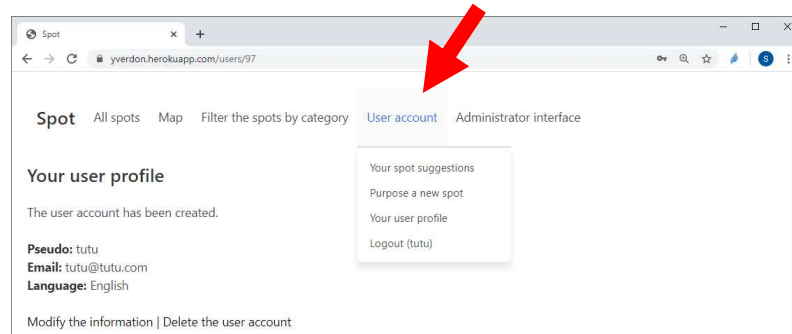 Spot
yverdon.herokuapp.com/users/97
S
Spot All spots Map Filter the spots by category User account Administrator interface
Your spot suggestions
Purpose a new spot
Your user profile
Logout (tutu)
Your user profile
The user account has been created.
Pseudo: tutu
Email: tutu@tutu.com
Language: English
Modify the information | Delete the user account